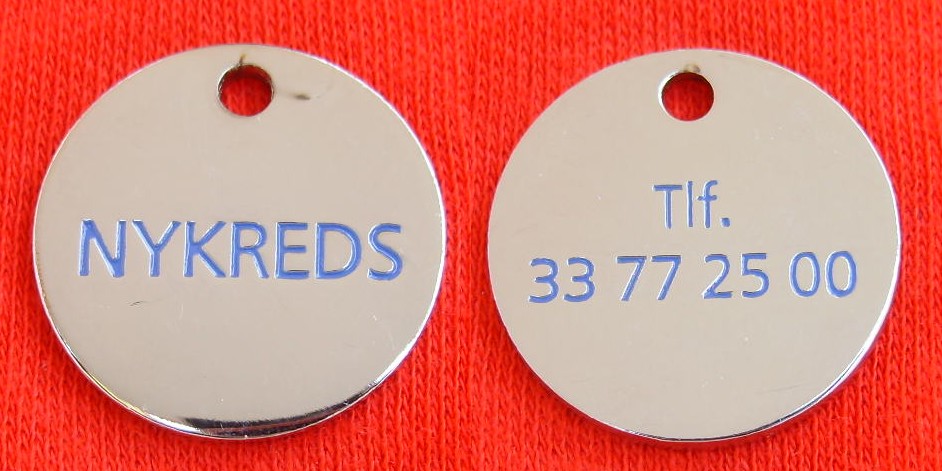 NYKREDS
Tlf.
33 77 25 00